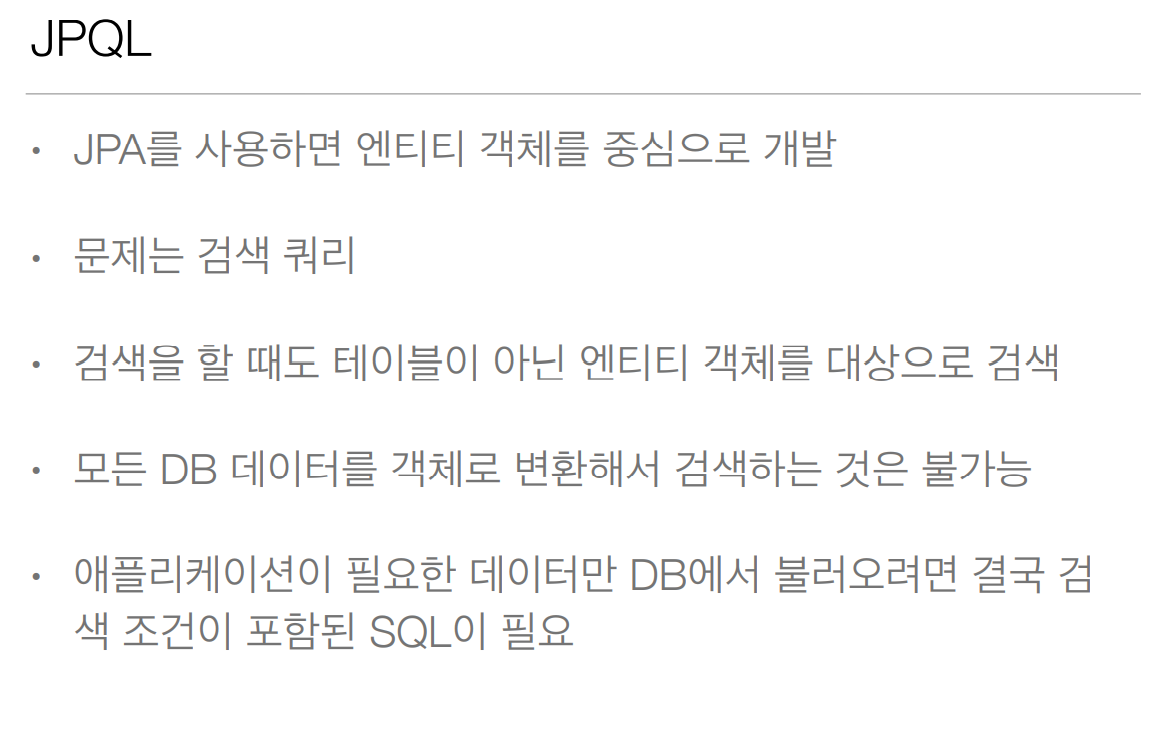 JPQL
• JPA를 사용하면 엔티티 객체를 중심으로 개발
• 문제는 검색 쿼리
• 검색을 할 때도 테이블이 아닌 엔티티 객체를 대상으로 검색
• 모든 DB 데이터를 객체로 변환해서 검색하는 것은 불가능
• 애플리케이션이 필요한 데이터만 DB에서 불러오려면 결국 검
색 조건이 포함된 SQL이 필요